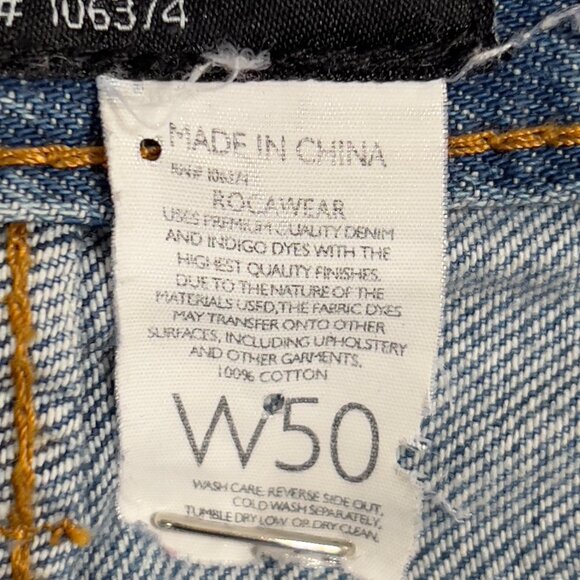 # 106374
MADE IN CHINA
RN# 106374
ROCAWEAR
USES PREMIUM QUALITY DENIM
AND INDIGO DYES WITH THE
HIGHEST QUALITY FINISHES.
DUE TO THE NATURE OF THE
MATERIALS USED,THE FABRIC DYES
MAY TRANSFER ONTO OTHER
SURFACES, INCLUDING UPHOLSTERY
AND OTHER GARMENTS.
100% COTTON
W50
WASH CARE: REVERSE SIDE OUT,
COLD WASH SEPARATELY,
TUMBLE DRY LOW OR DRY CLEAN.